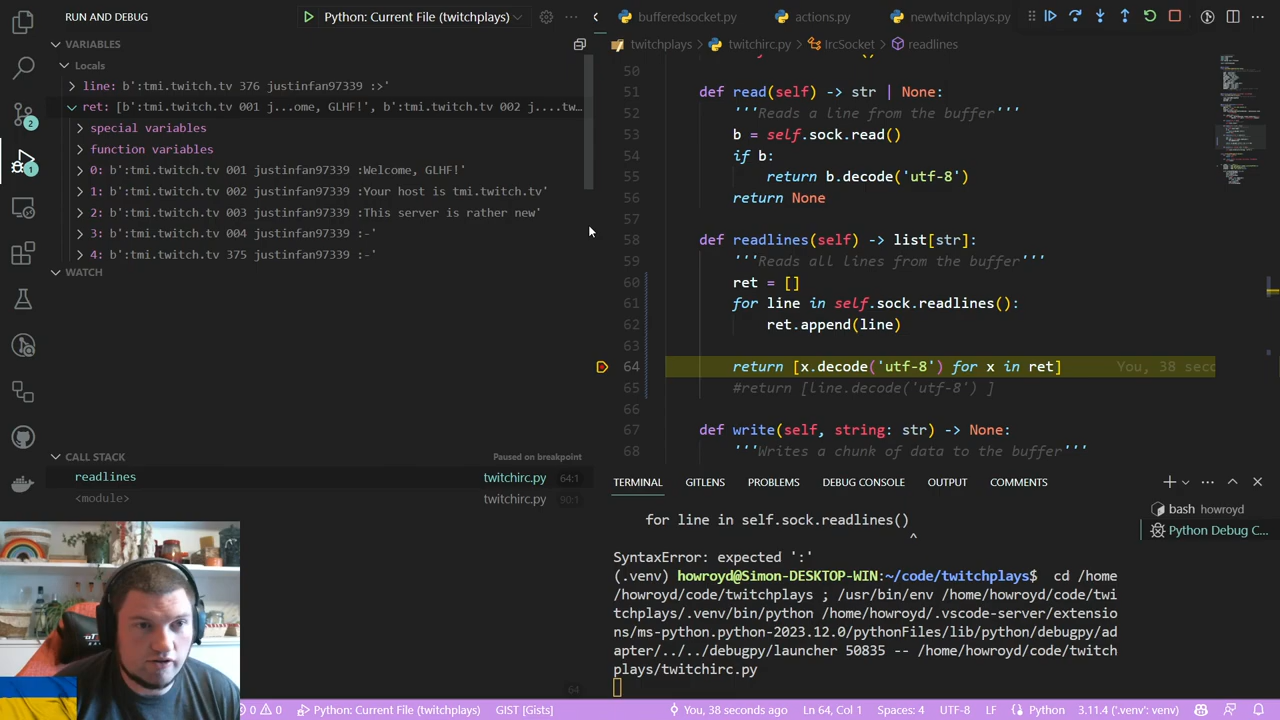 RUN AND DEBUG
Python: Current File (twitchplays)
bufferedsocket.py
actions.py
newtwitchplays.py
VARIABLES
twitchplays > twitchirc.py > IrcSocket > readlines
Locals
line: b':tmi.twitch.tv 376 justinfan97339 :>'
ret: [b':tmi.twitch.tv 001 j...ome, GLHF!', b':tmi.twitch.tv 002 j...tw...
special variables
function variables
0: b':tmi.twitch.tv 001 justinfan97339 :Welcome, GLHF!
1: b':tmi.twitch.tv 002 justinfan97339 :Your host is tmi.twitch.tv'
2: b':tmi.twitch.tv 003 justinfan97339 :This server is rather new'
3: b':tmi.twitch.tv 004 justinfan97339 :-'
4: b':tmi.twitch.tv 375 justinfan97339 :-'
WATCH
50
51 def read(self) -> str | None:
52 '''Reads a line from the buffer'''
53 b = self.sock.read()
54 if b:
55 return b.decode('utf-8')
56 return None
57
58 def readlines(self) -> list[str]:
59 '''Reads all lines from the buffer'''
60 ret = []
61 for line in self.sock.readlines():
62 ret.append(line)
63
64 return [x.decode('utf-8') for x in ret] You, 38 seco
65 #return [line.decode('utf-8') ]
66
67 def write(self, string: str) -> None:
68 '''Writes a chunk of data to the buffer'''
CALL STACK
Paused on breakpoint
readlines twitchirc.py 64:1
<module> twitchirc.py 90:1
TERMINAL GITLENS PROBLEMS DEBUG CONSOLE OUTPUT COMMENTS
bash howroyd
Python Debug C...
for line in self.sock.readlines()
^
SyntaxError: expected ':'
(.venv) howroyd@Simon-DESKTOP-WIN:~/code/twitchplays$ cd /home
/howroyd/code/twitchplays ; /usr/bin/env /home/howroyd/code/twi
tchplays/.venv/bin/python /home/howroyd/.vscode-server/extensio
ns/ms-python.python-2023.12.0/pythonFiles/lib/python/debugpy/ad
apter/../../debugpy/launcher 50835 -- /home/howroyd/code/twitch
plays/twitchirc.py
64
0 0 Python: Current File (twitchplays) GIST [Gists] You, 38 seconds ago Ln 64, Col 1 Spaces: 4 UTF-8 LF Python 3.11.4 ('.venv': venv)